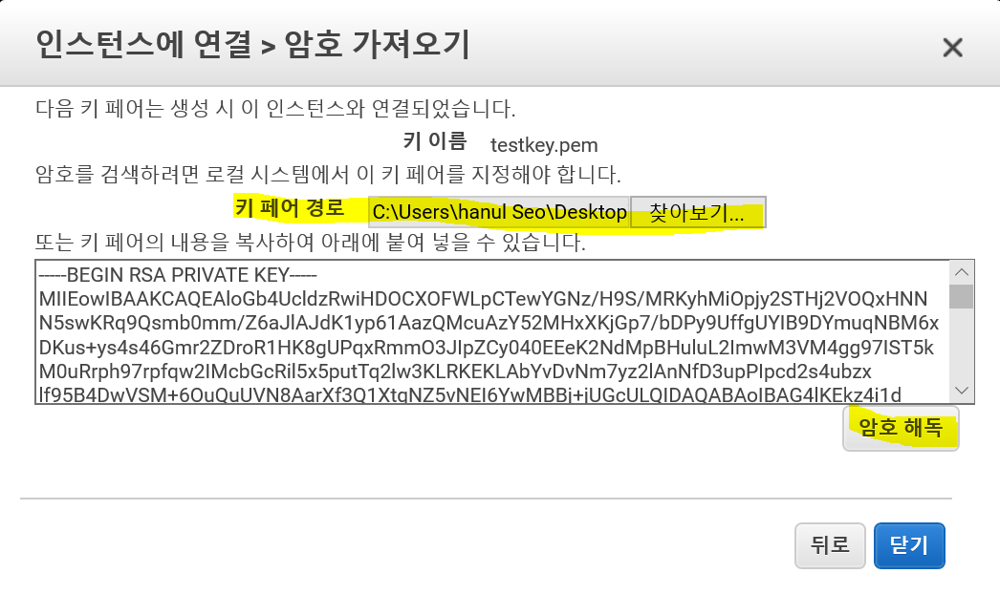 인스턴스에 연결 > 암호 가져오기
다음 키 페어는 생성 시 이 인스턴스와 연결되었습니다.
키 이름 testkey.pem
암호를 검색하려면 로컬 시스템에서 이 키 페어를 지정해야 합니다.
키 페어 경로 C:\Users\hanul Seo\Desktop 찾아보기...
또는 키 페어의 내용을 복사하여 아래에 붙여 넣을 수 있습니다.
-----BEGIN RSA PRIVATE KEY-----
MIIEowIBAAKCAQEAloGb4UcldzRwiHDOCXOFWLpCTewYGNz/H9S/MRKyhMiOpjy2STHj2VOQxHNN
N5swKRq9Qsmb0mm/Z6aJlAJdK1yp61AazQMcuAzY52MHxXKjGp7/bDPy9UffgUYIB9DYmuqNBM6x
DKus+ys4s46Gmr2ZDroR1HK8gUPqxRmmO3JIpZCy040EEeK2NdMpBHuluL2ImwM3VM4gg97IST5k
M0uRrph97rpfqw2IMcbGcRil5x5putTq2lw3KLRKEKLAbYvDvNm7yz2lAnNfD3upPIpcd2s4ubzx
lf95B4DwVSM+6OuQuUVN8AarXf3Q1XtgNZ5vNEI6YwMBBj+jUGcULQIDAQABAoIBAG4lKEkz4i1d
암호 해독
뒤로 닫기